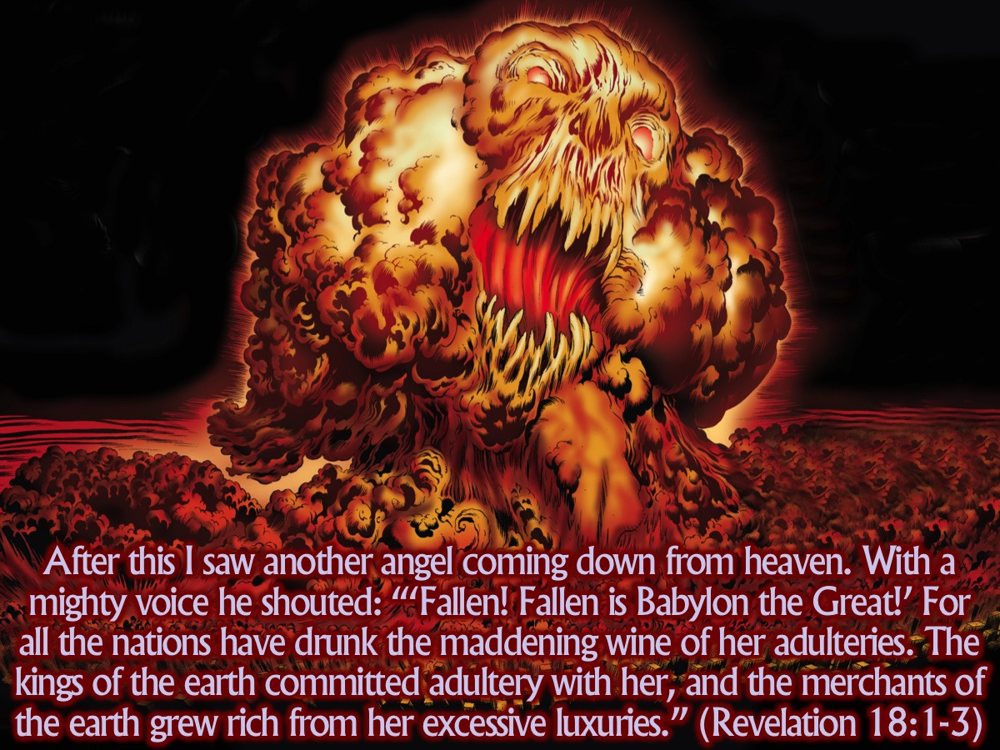 After this I saw another angel coming down from heaven. With a
mighty voice he shouted: “‘Fallen! Fallen is Babylon the Great!’ For
all the nations have drunk the maddening wine of her adulteries. The
kings of the earth committed adultery with her, and the merchants of
the earth grew rich from her excessive luxuries.” (Revelation 18:1-3)